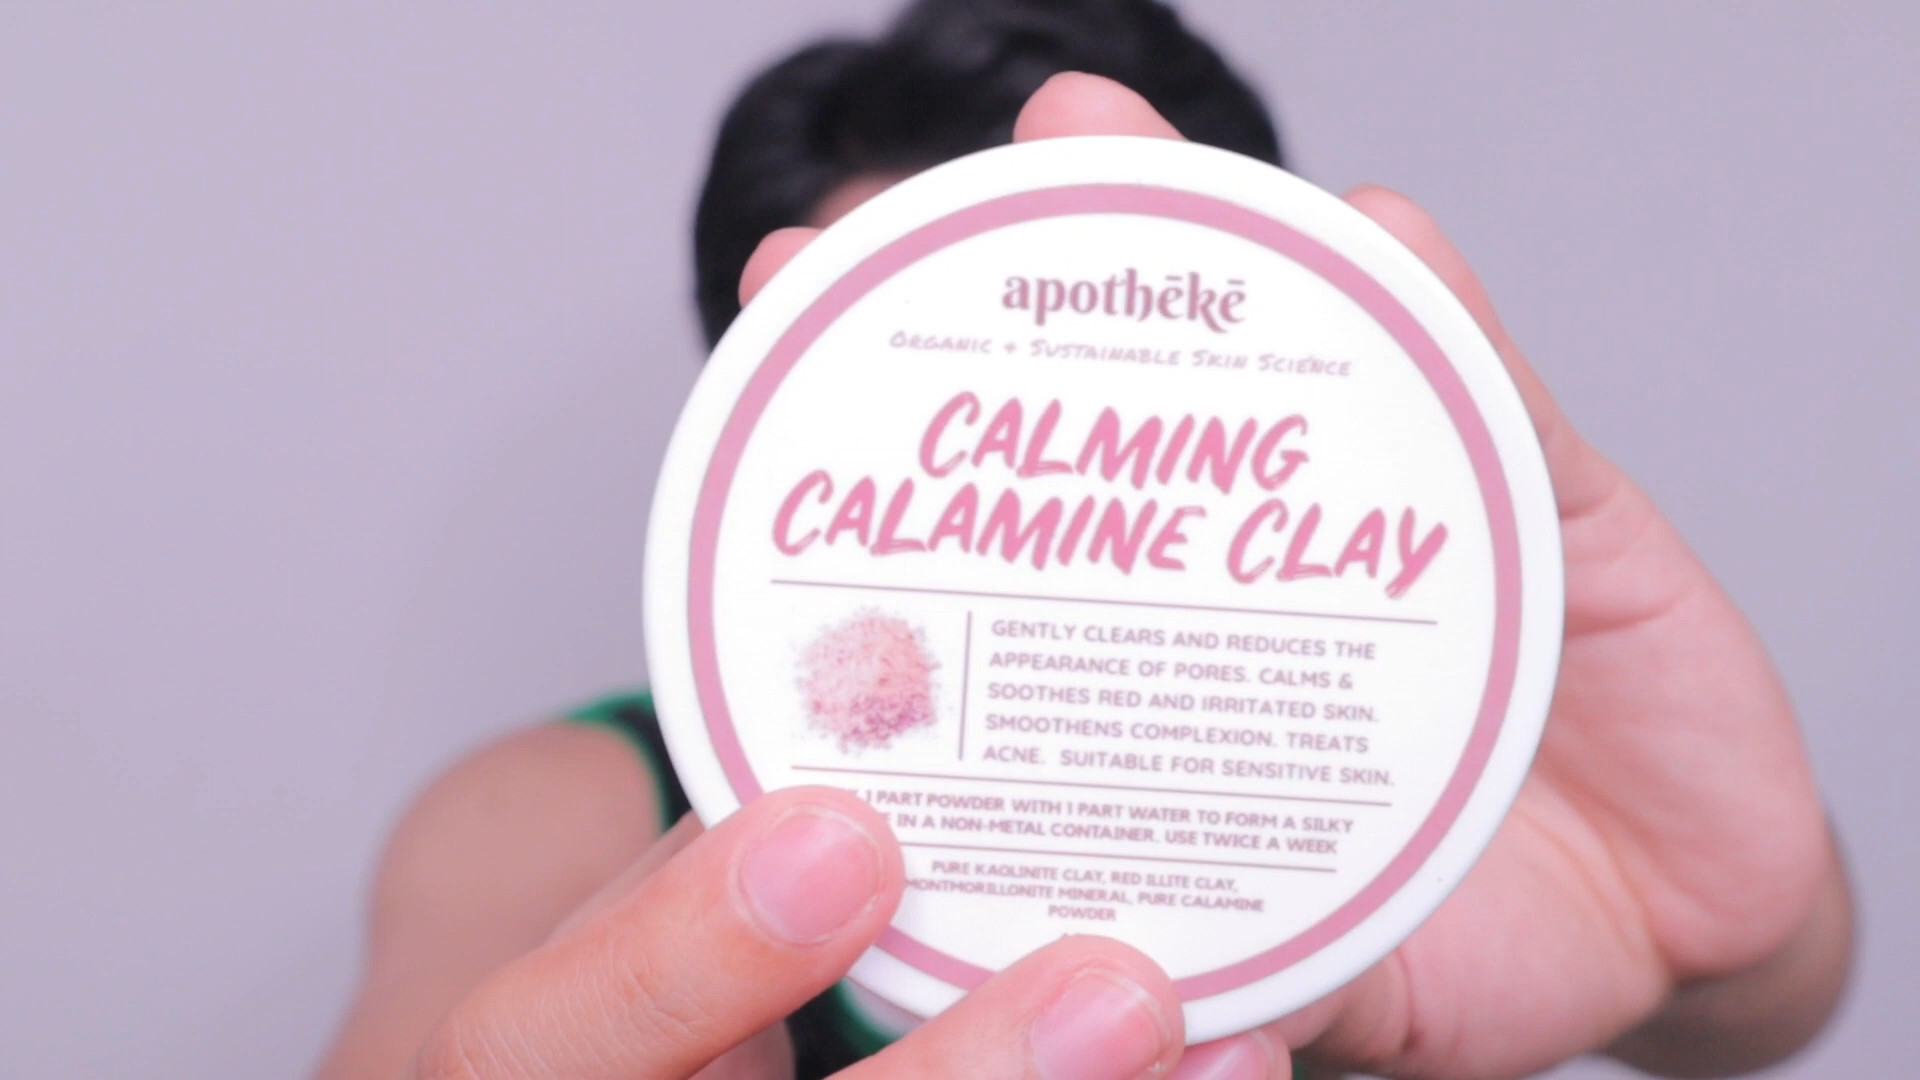 apothēkē
ORGANIC + SUSTAINABLE SKIN SCIENCE
CALMING
CALAMINE CLAY
GENTLY CLEARS AND REDUCES THE
APPEARANCE OF PORES. CALMS &
SOOTHES RED AND IRRITATED SKIN.
SMOOTHENS COMPLEXION. TREATS
ACNE. SUITABLE FOR SENSITIVE SKIN.
1 PART POWDER WITH 1 PART WATER TO FORM A SILKY
IN A NON-METAL CONTAINER. USE TWICE A WEEK
PURE KAOLINITE CLAY, RED ILLITE CLAY,
MONTMORILLONITE MINERAL, PURE CALAMINE
POWDER